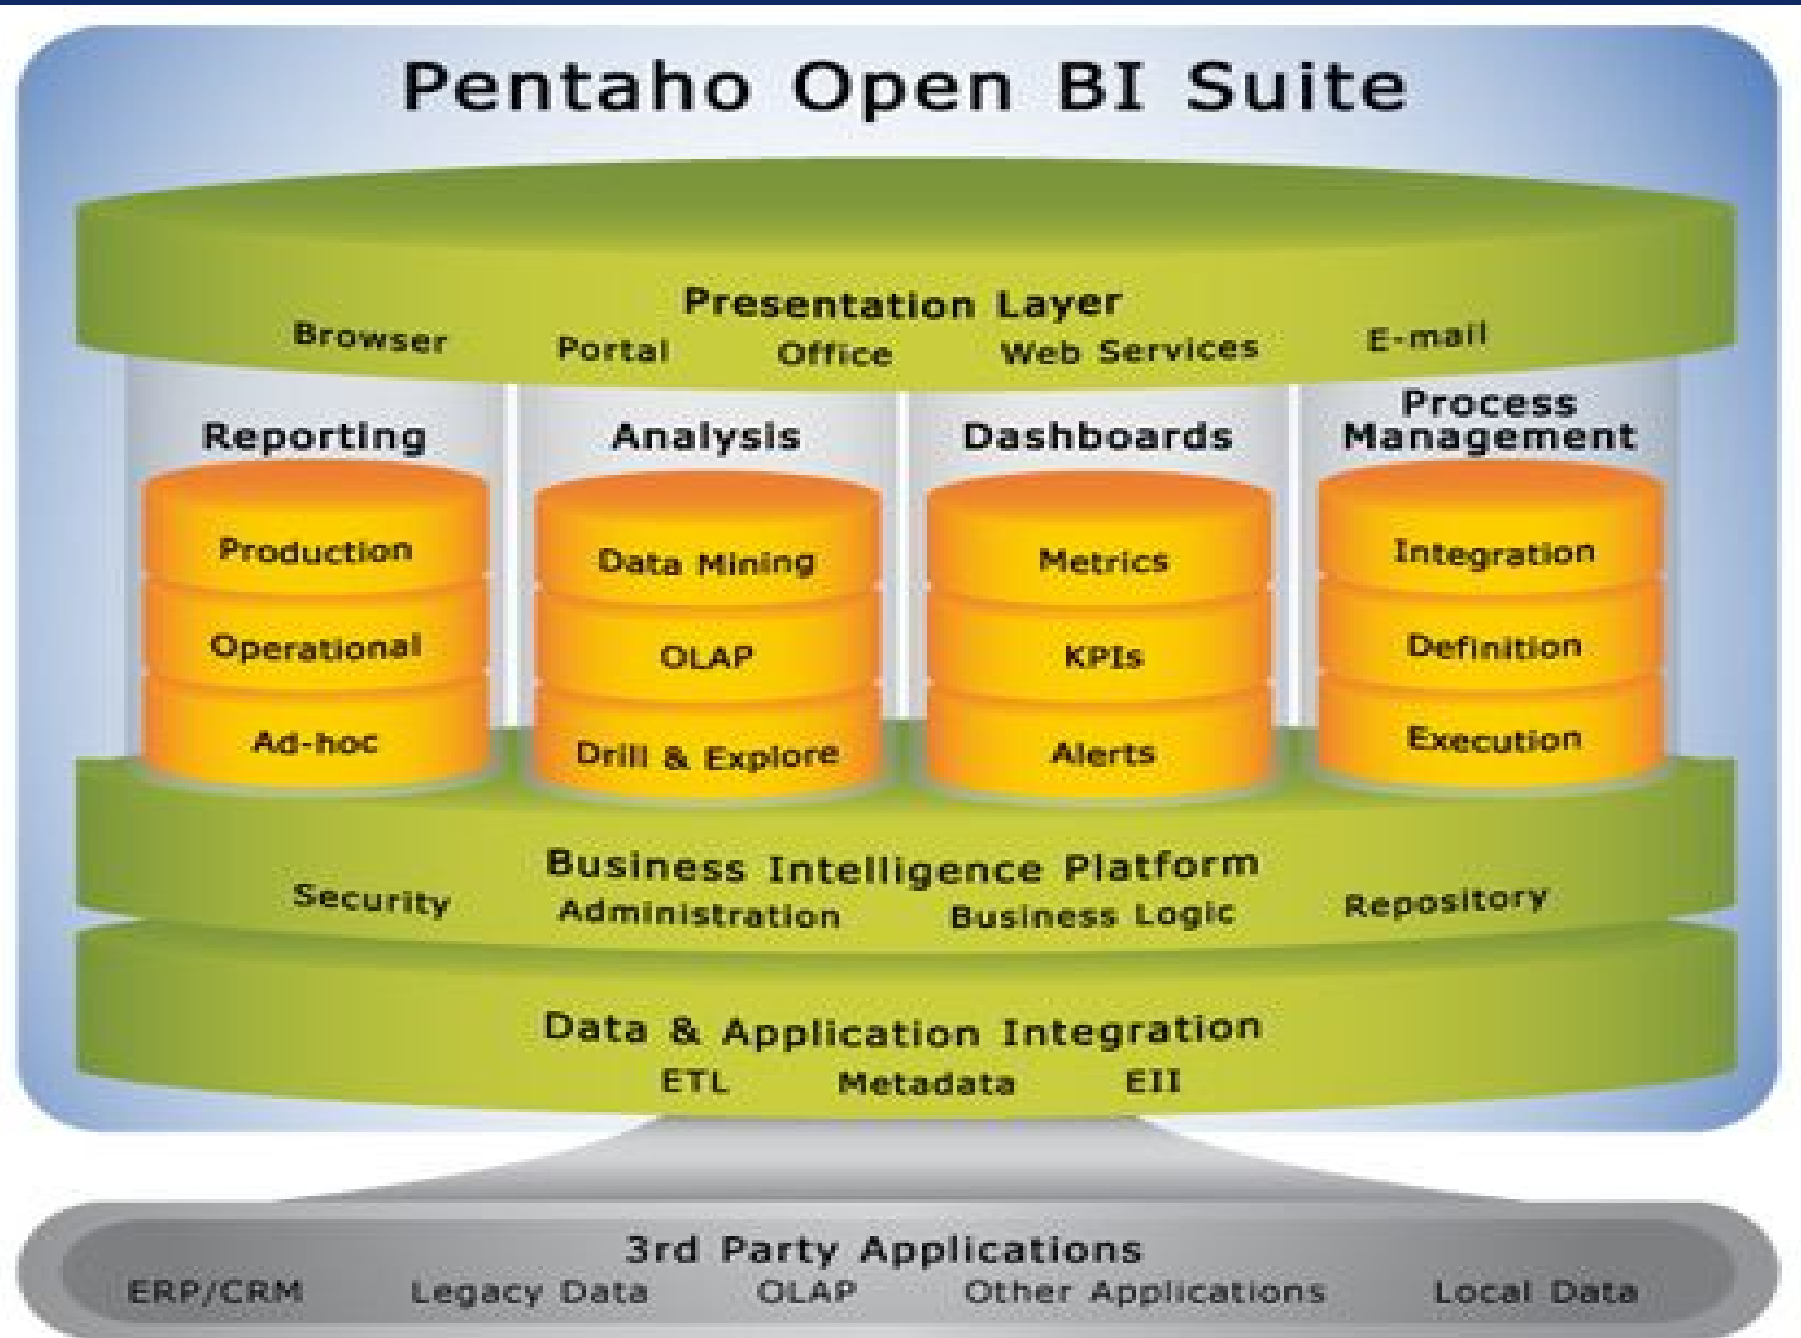 Pentaho Open BI Suite
Presentation Layer
Browser Portal Office Web Services E-mail
Reporting
Production
Operational
Ad-hoc
Analysis
Data Mining
OLAP
Drill & Explore
Dashboards
Metrics
KPIs
Alerts
Process
Management
Integration
Definition
Execution
Business Intelligence Platform
Security Administration Business Logic Repository
Data & Application Integration
ETL Metadata EII
3rd Party Applications
ERP/CRM Legacy Data OLAP Other Applications Local Data